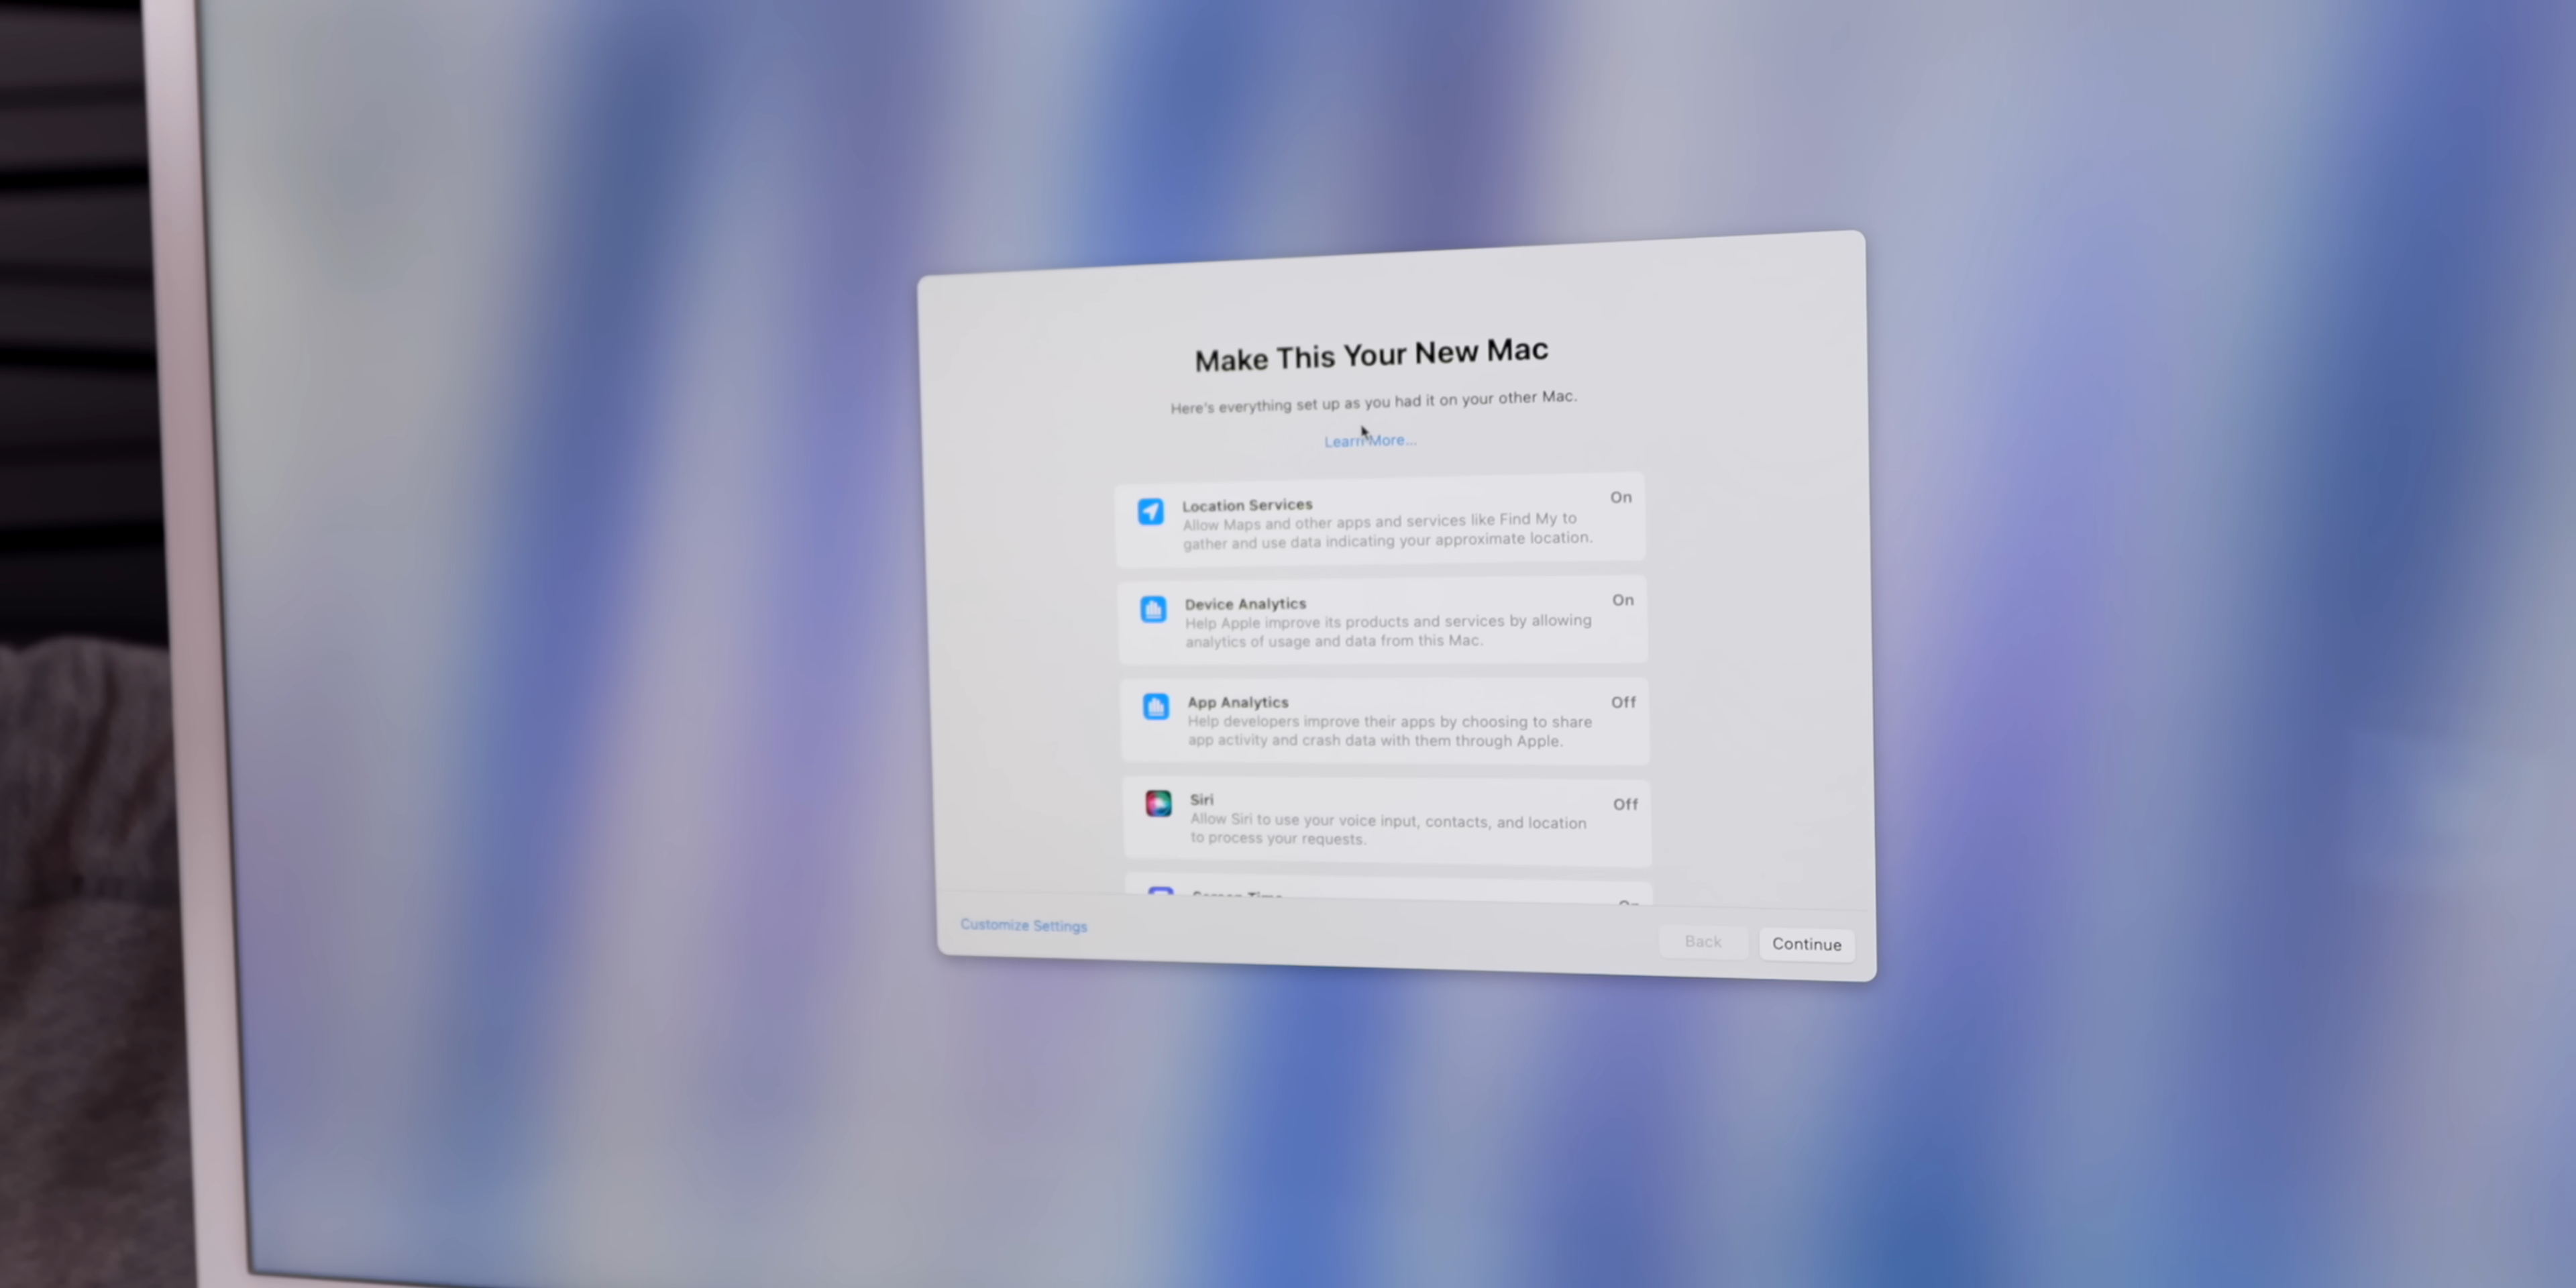 Make This Your New Mac
Here's everything set up as you had it on your other Mac.
Learn More...
Location Services
On
Allow Maps and other apps and services like Find My to
gather and use data indicating your approximate location.
Device Analytics
On
Help Apple improve its products and services by allowing
analytics of usage and data from this Mac.
App Analytics
Off
Help developers improve their apps by choosing to share
app activity and crash data with them through Apple.
Siri
Off
Allow Siri to use your voice input, contacts, and location
to process your requests.
Screen Time
On
Customize Settings
Back
Continue